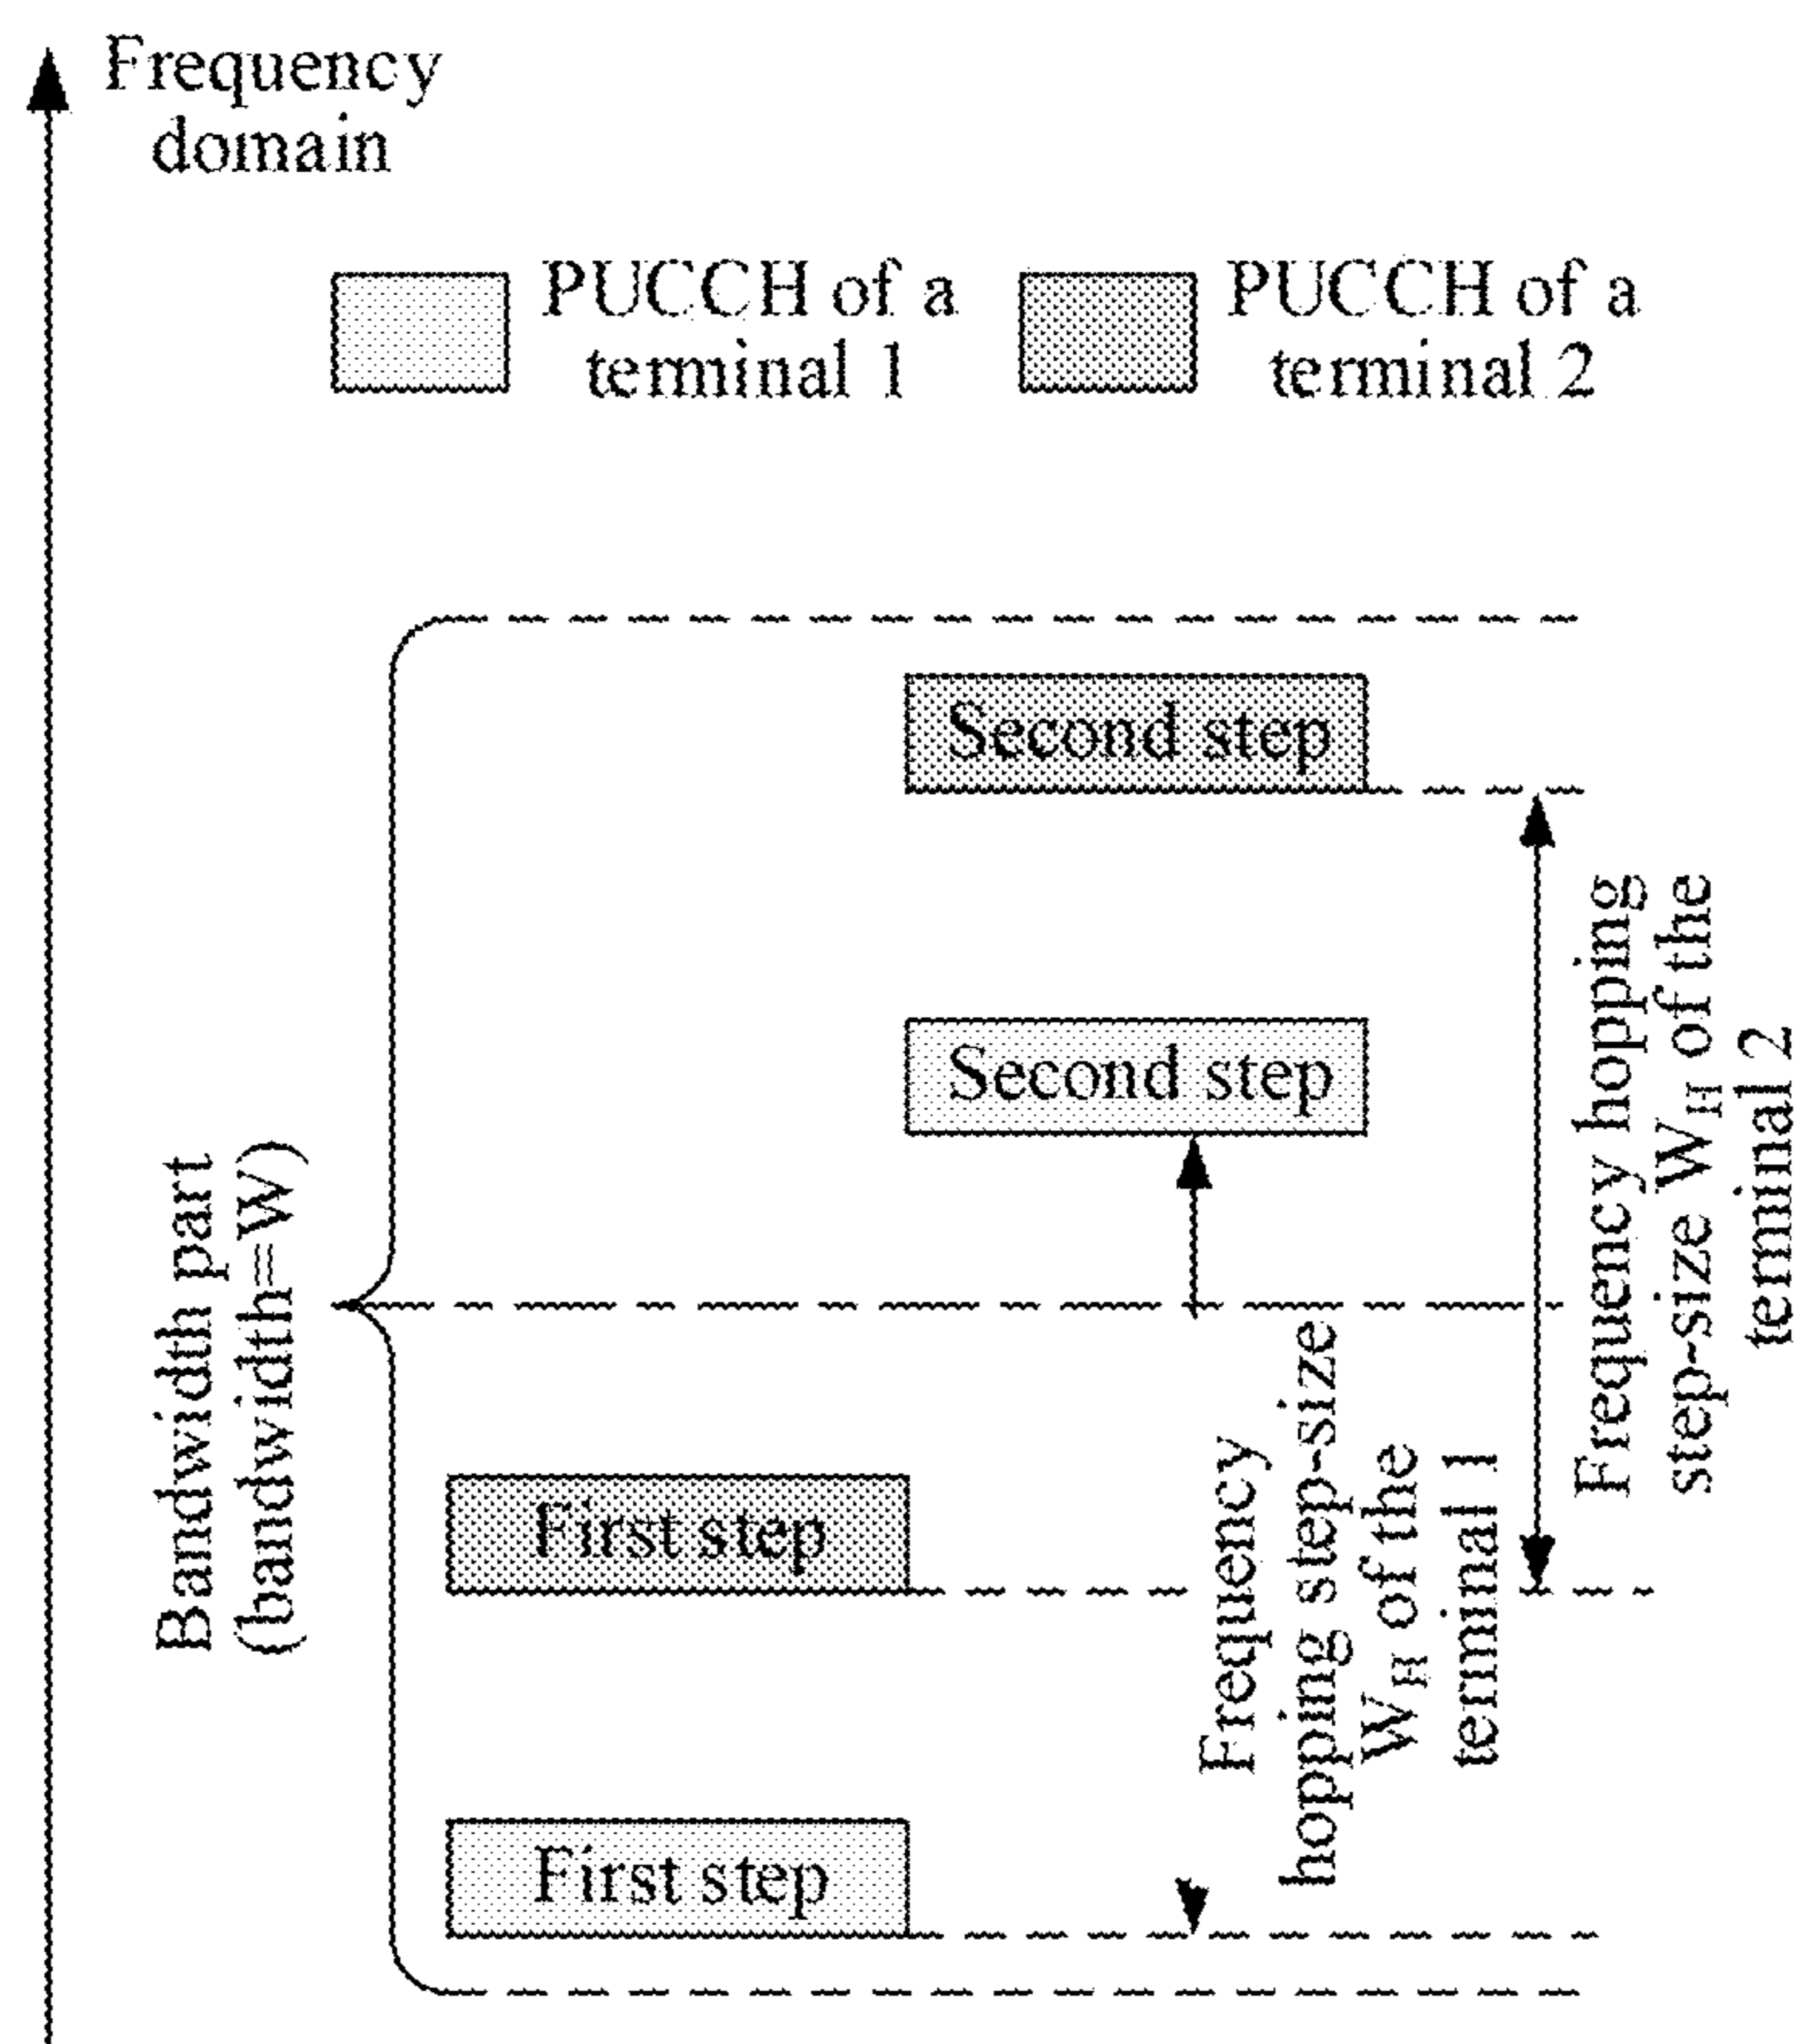 Frequency
domain
PUCCH of a
terminal 1
PUCCH of a
terminal 2
Second step
Second step
First step
First step
Bandwidth part
(bandwidth=W)
Frequency
hopping step-size
W_H of the
terminal 1
Frequency hopping
step-size W_H of the
terminal 2